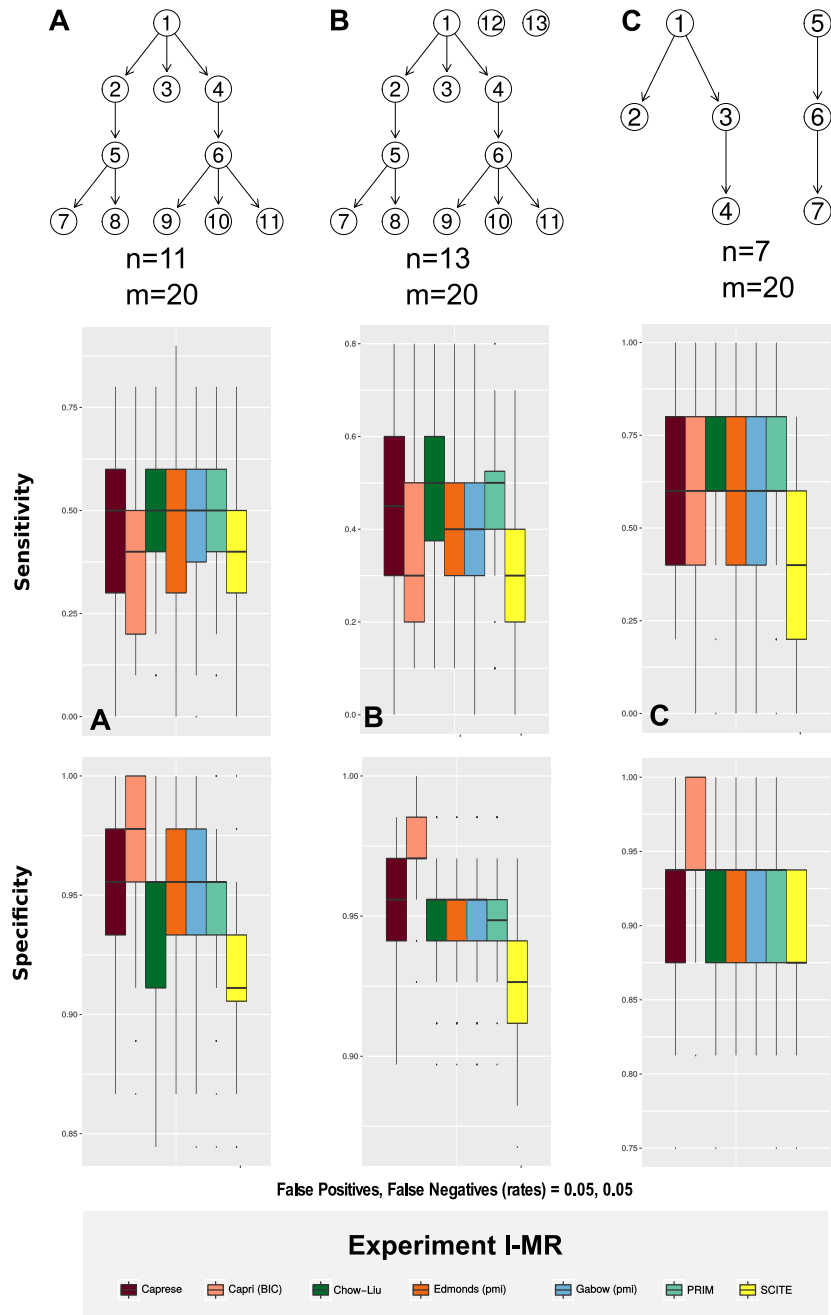 A B C
1 12 13 1 5
1
2 3 4 2 3 4 2 3 6
5 6 5 6 4 7
7 8 9 10 11 7 8 9 10 11
n=11 n=13 n=7
m=20 m=20 m=20
Sensitivity
0.75
0.50
0.25
0.00
A
0.8
0.6
0.4
0.2
0.0
B
1.00
0.75
0.50
0.25
0.00
C
Specificity
1.00
0.95
0.90
0.85
1.00
0.95
0.90
1.00
0.95
0.90
0.85
0.80
0.75
False Positives, False Negatives (rates) = 0.05, 0.05
Experiment I-MR
Caprese Capri (BIC) Chow−Liu Edmonds (pmi) Gabow (pmi) PRIM SCITE